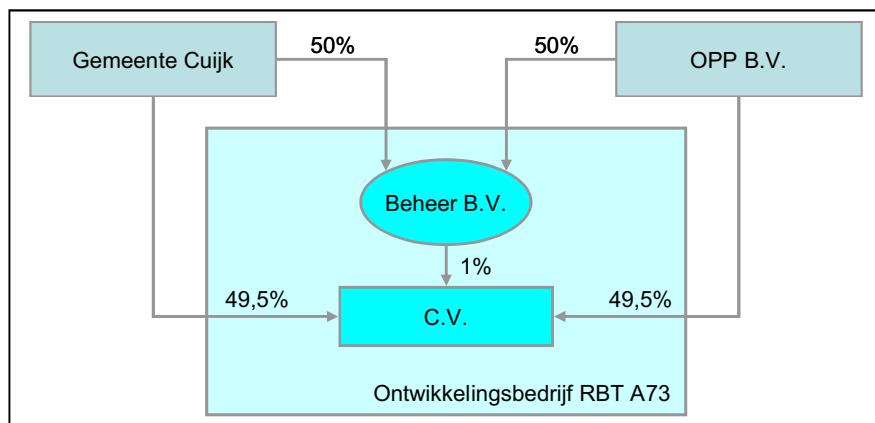 Gemeente Cuijk
50%
50%
OPP B.V.
Beheer B.V.
1%
49,5%
C.V.
49,5%
Ontwikkelingsbedrijf RBT A73